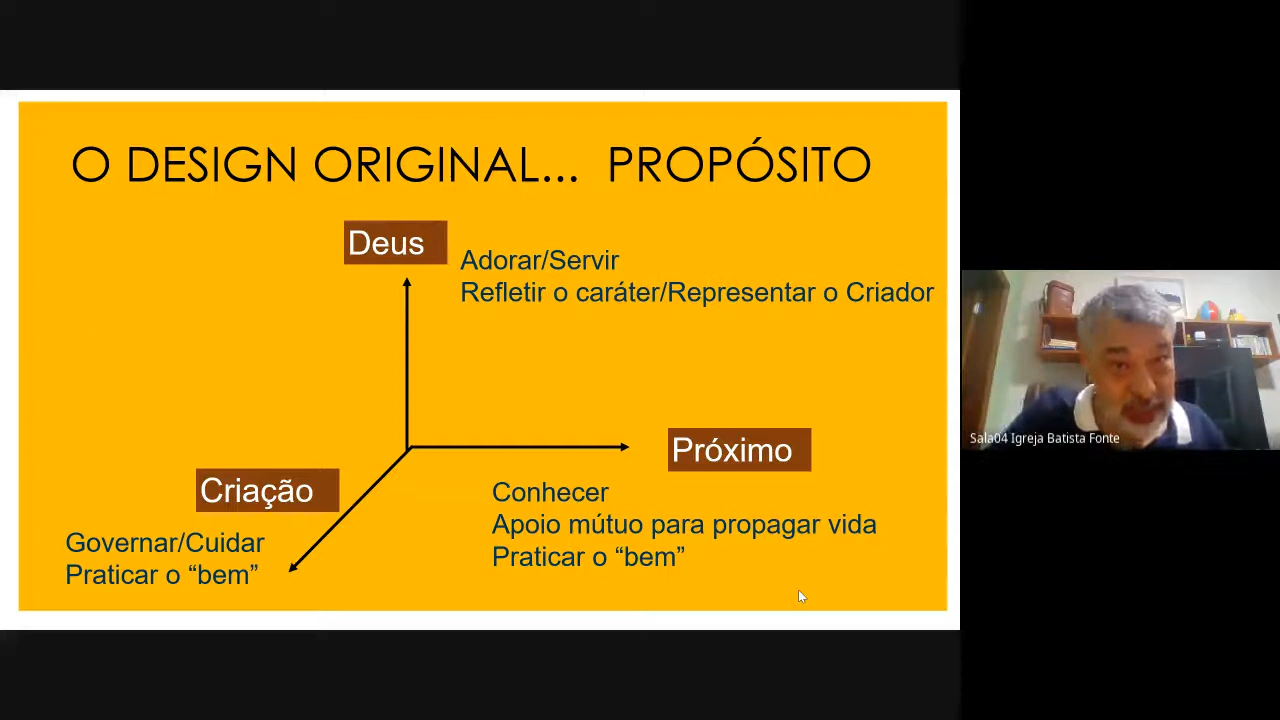 O DESIGN ORIGINAL... PROPÓSITO
Deus
Adorar/Servir
Refletir o caráter/Representar o Criador
Próximo
Conhecer
Apoio mútuo para propagar vida
Praticar o “bem”
Criação
Governar/Cuidar
Praticar o “bem”
Sala04 Igreja Batista Fonte